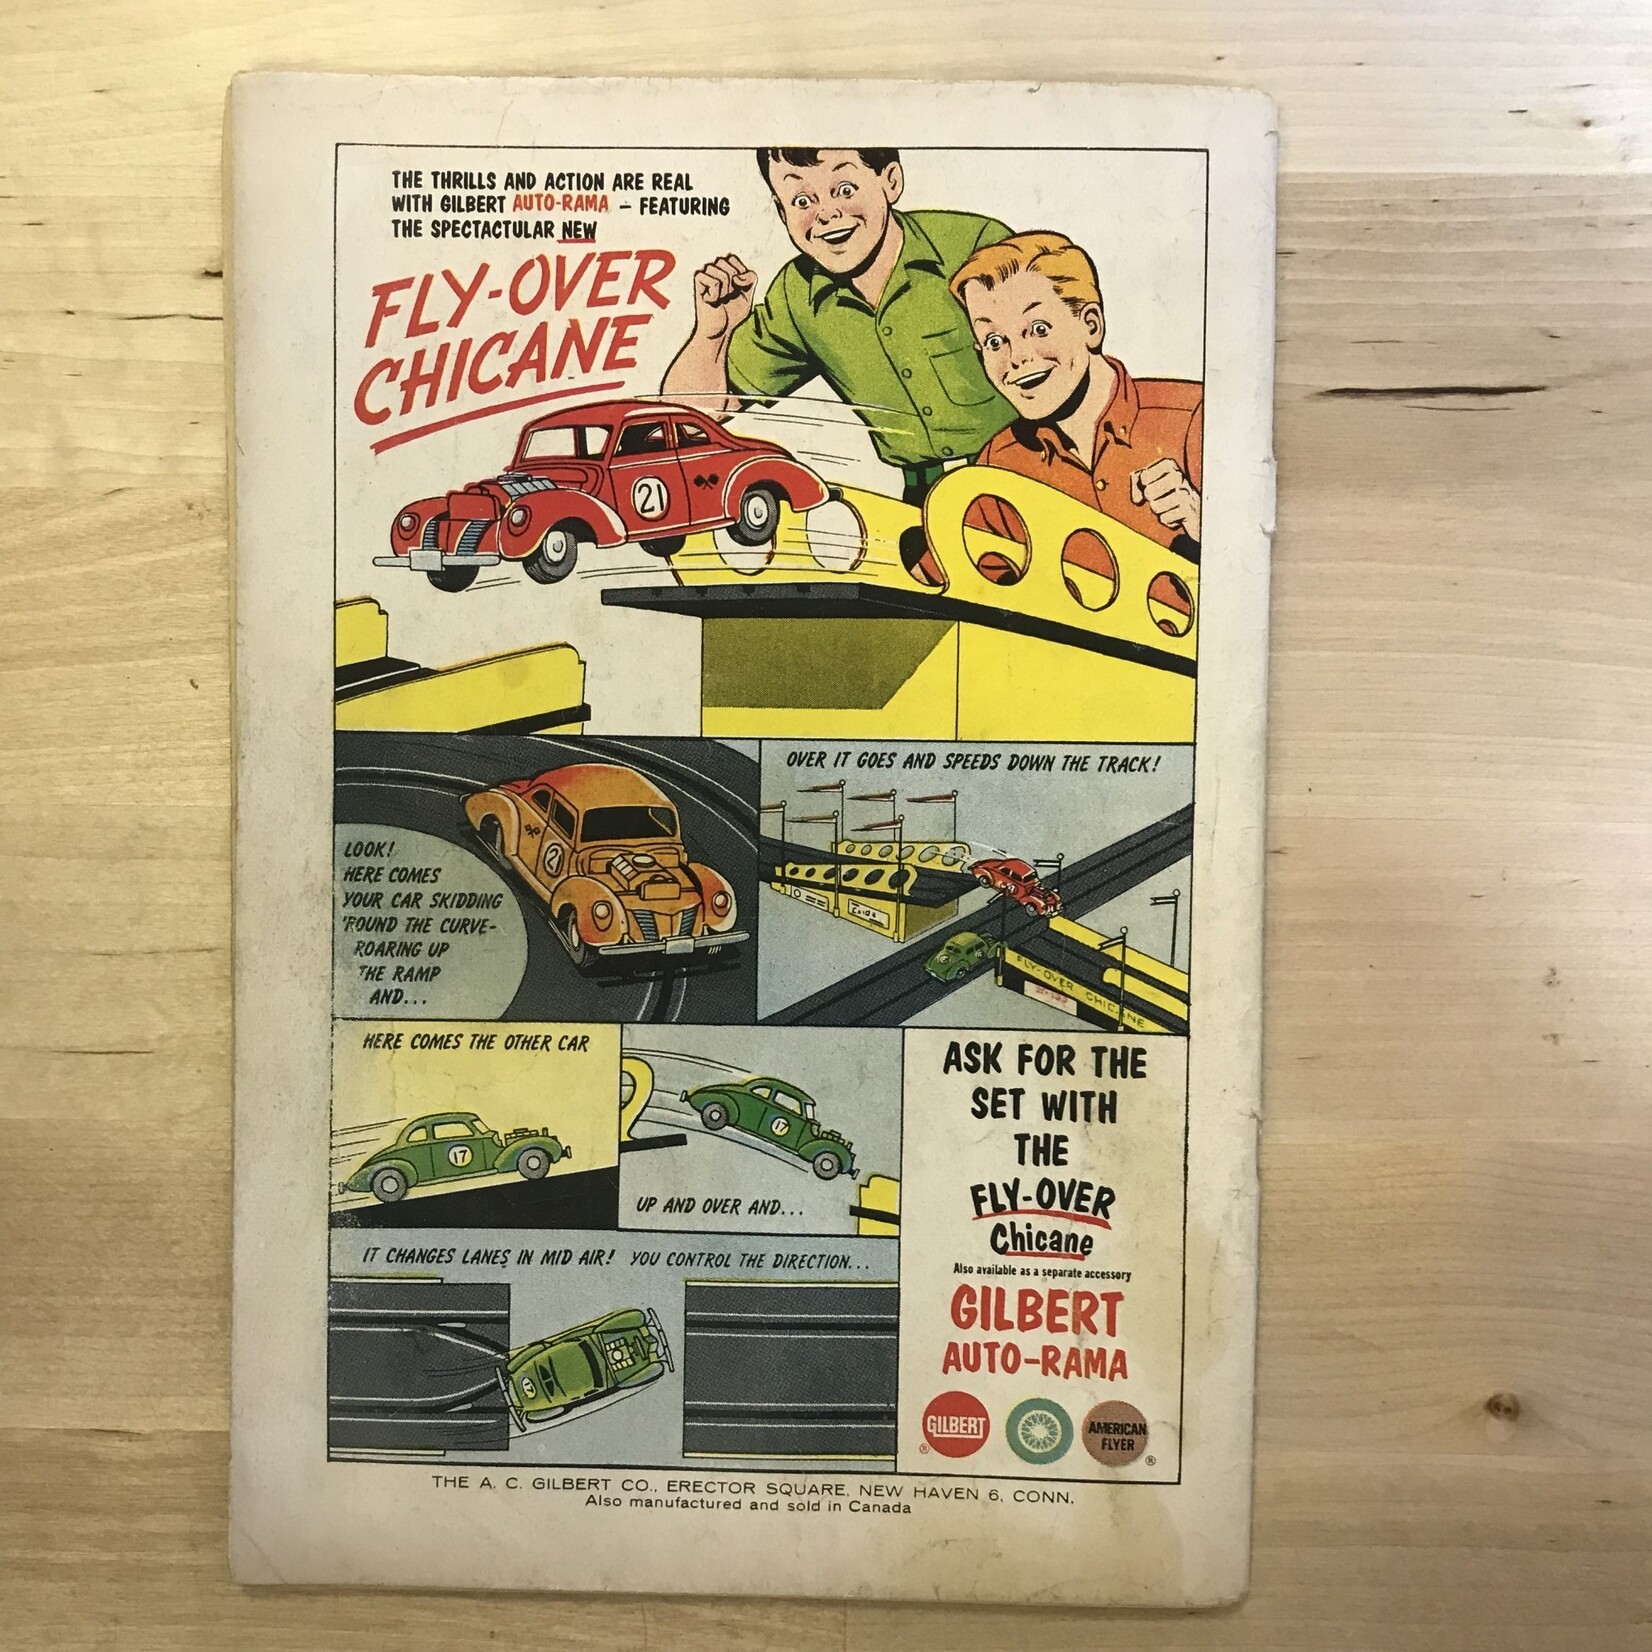 THE THRILLS AND ACTION ARE REAL
WITH GILBERT AUTO-RAMA – FEATURING
THE SPECTACTULAR NEW
FLY-OVER
CHICANE
21
LOOK!
HERE COMES
YOUR CAR SKIDDING
'ROUND THE CURVE-
ROARING UP
THE RAMP
AND...
21
OVER IT GOES AND SPEEDS DOWN THE TRACK!
FLY-OVER CHICANE
HERE COMES THE OTHER CAR
17
17
UP AND OVER AND...
IT CHANGES LANES IN MID AIR! YOU CONTROL THE DIRECTION...
17
ASK FOR THE
SET WITH
THE
FLY-OVER
Chicane
Also available as a separate accessory
GILBERT
AUTO-RAMA
GILBERT
®
AMERICAN
FLYER
®
THE A. C. GILBERT CO., ERECTOR SQUARE, NEW HAVEN 6, CONN.
Also manufactured and sold in Canada